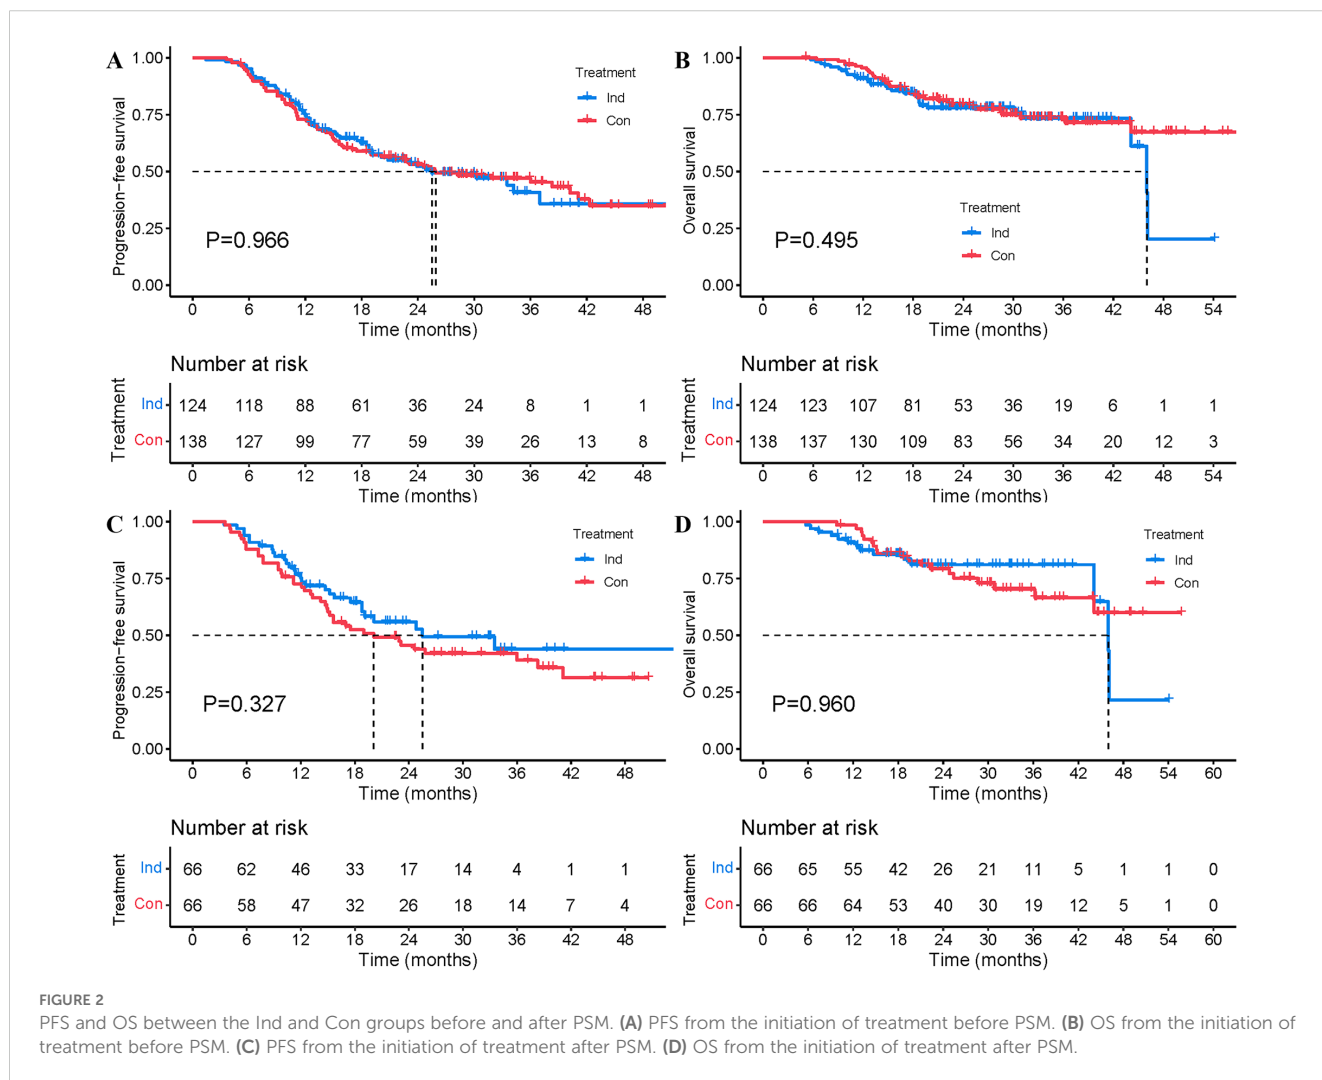 A
1.00
0.75
0.50
0.25
0.00
Progression-free survival
Treatment
Ind
Con
P=0.966
0 6 12 18 24 30 36 42 48
Time (months)
Number at risk
Treatment
Ind 124 118 88 61 36 24 8 1 1
Con 138 127 99 77 59 39 26 13 8
0 6 12 18 24 30 36 42 48
Time (months)
B
1.00
0.75
0.50
0.25
0.00
Overall survival
Treatment
Ind
Con
P=0.495
0 6 12 18 24 30 36 42 48 54
Time (months)
Number at risk
Treatment
Ind 124 123 107 81 53 36 19 6 1 1
Con 138 137 130 109 83 56 34 20 12 3
0 6 12 18 24 30 36 42 48 54
Time (months)
C
1.00
0.75
0.50
0.25
0.00
Progression-free survival
Treatment
Ind
Con
P=0.327
0 6 12 18 24 30 36 42 48
Time (months)
Number at risk
Treatment
Ind 66 62 46 33 17 14 4 1 1
Con 66 58 47 32 26 18 14 7 4
0 6 12 18 24 30 36 42 48
Time (months)
D
1.00
0.75
0.50
0.25
0.00
Overall survival
Treatment
Ind
Con
P=0.960
0 6 12 18 24 30 36 42 48 54 60
Time (months)
Number at risk
Treatment
Ind 66 65 55 42 26 21 11 5 1 1 0
Con 66 66 64 53 40 30 19 12 5 1 0
0 6 12 18 24 30 36 42 48 54 60
Time (months)
FIGURE 2
PFS and OS between the Ind and Con groups before and after PSM. (A) PFS from the initiation of treatment before PSM. (B) OS from the initiation of
treatment before PSM. (C) PFS from the initiation of treatment after PSM. (D) OS from the initiation of treatment after PSM.